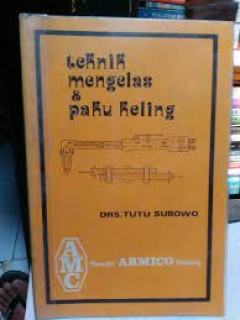 teknik
mengelas
&
paku keling
DRS. TUTU SUBOWO
AMC
Penerbit ARMICO Bandung